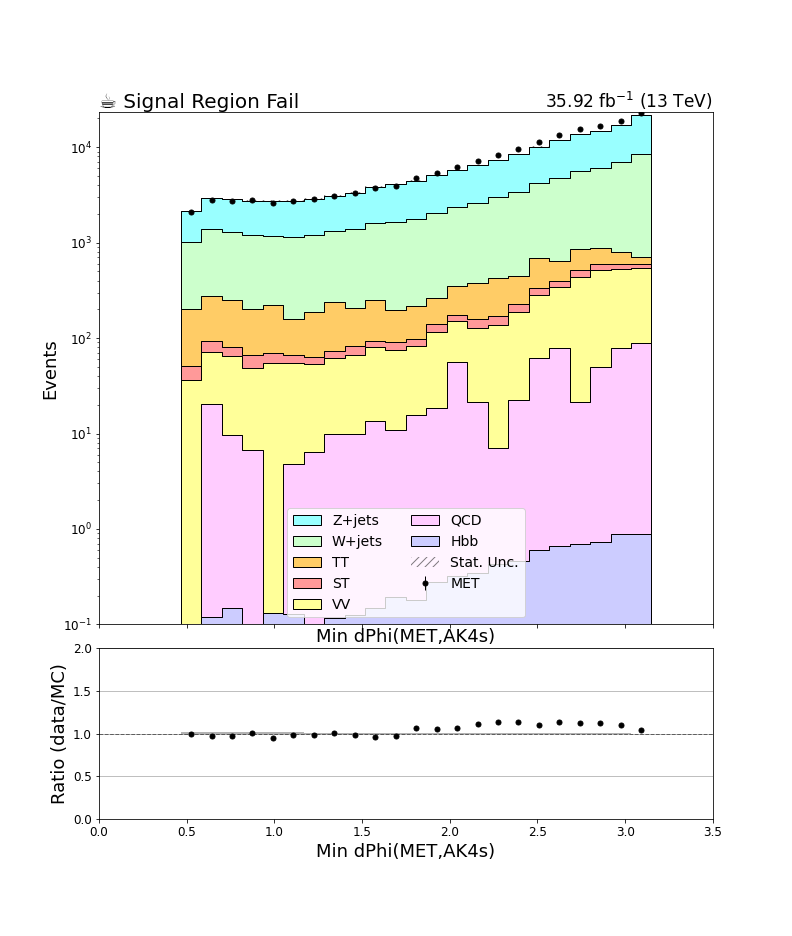 ☕ Signal Region Fail
35.92 fb⁻¹ (13 TeV)
Events
10⁴
10³
10²
10¹
10⁰
10⁻¹
Z+jets
W+jets
TT
ST
VV
QCD
Hbb
Stat. Unc.
MET
Min dPhi(MET,AK4s)
Ratio (data/MC)
2.0
1.5
1.0
0.5
0.0
0.0 0.5 1.0 1.5 2.0 2.5 3.0 3.5
Min dPhi(MET,AK4s)